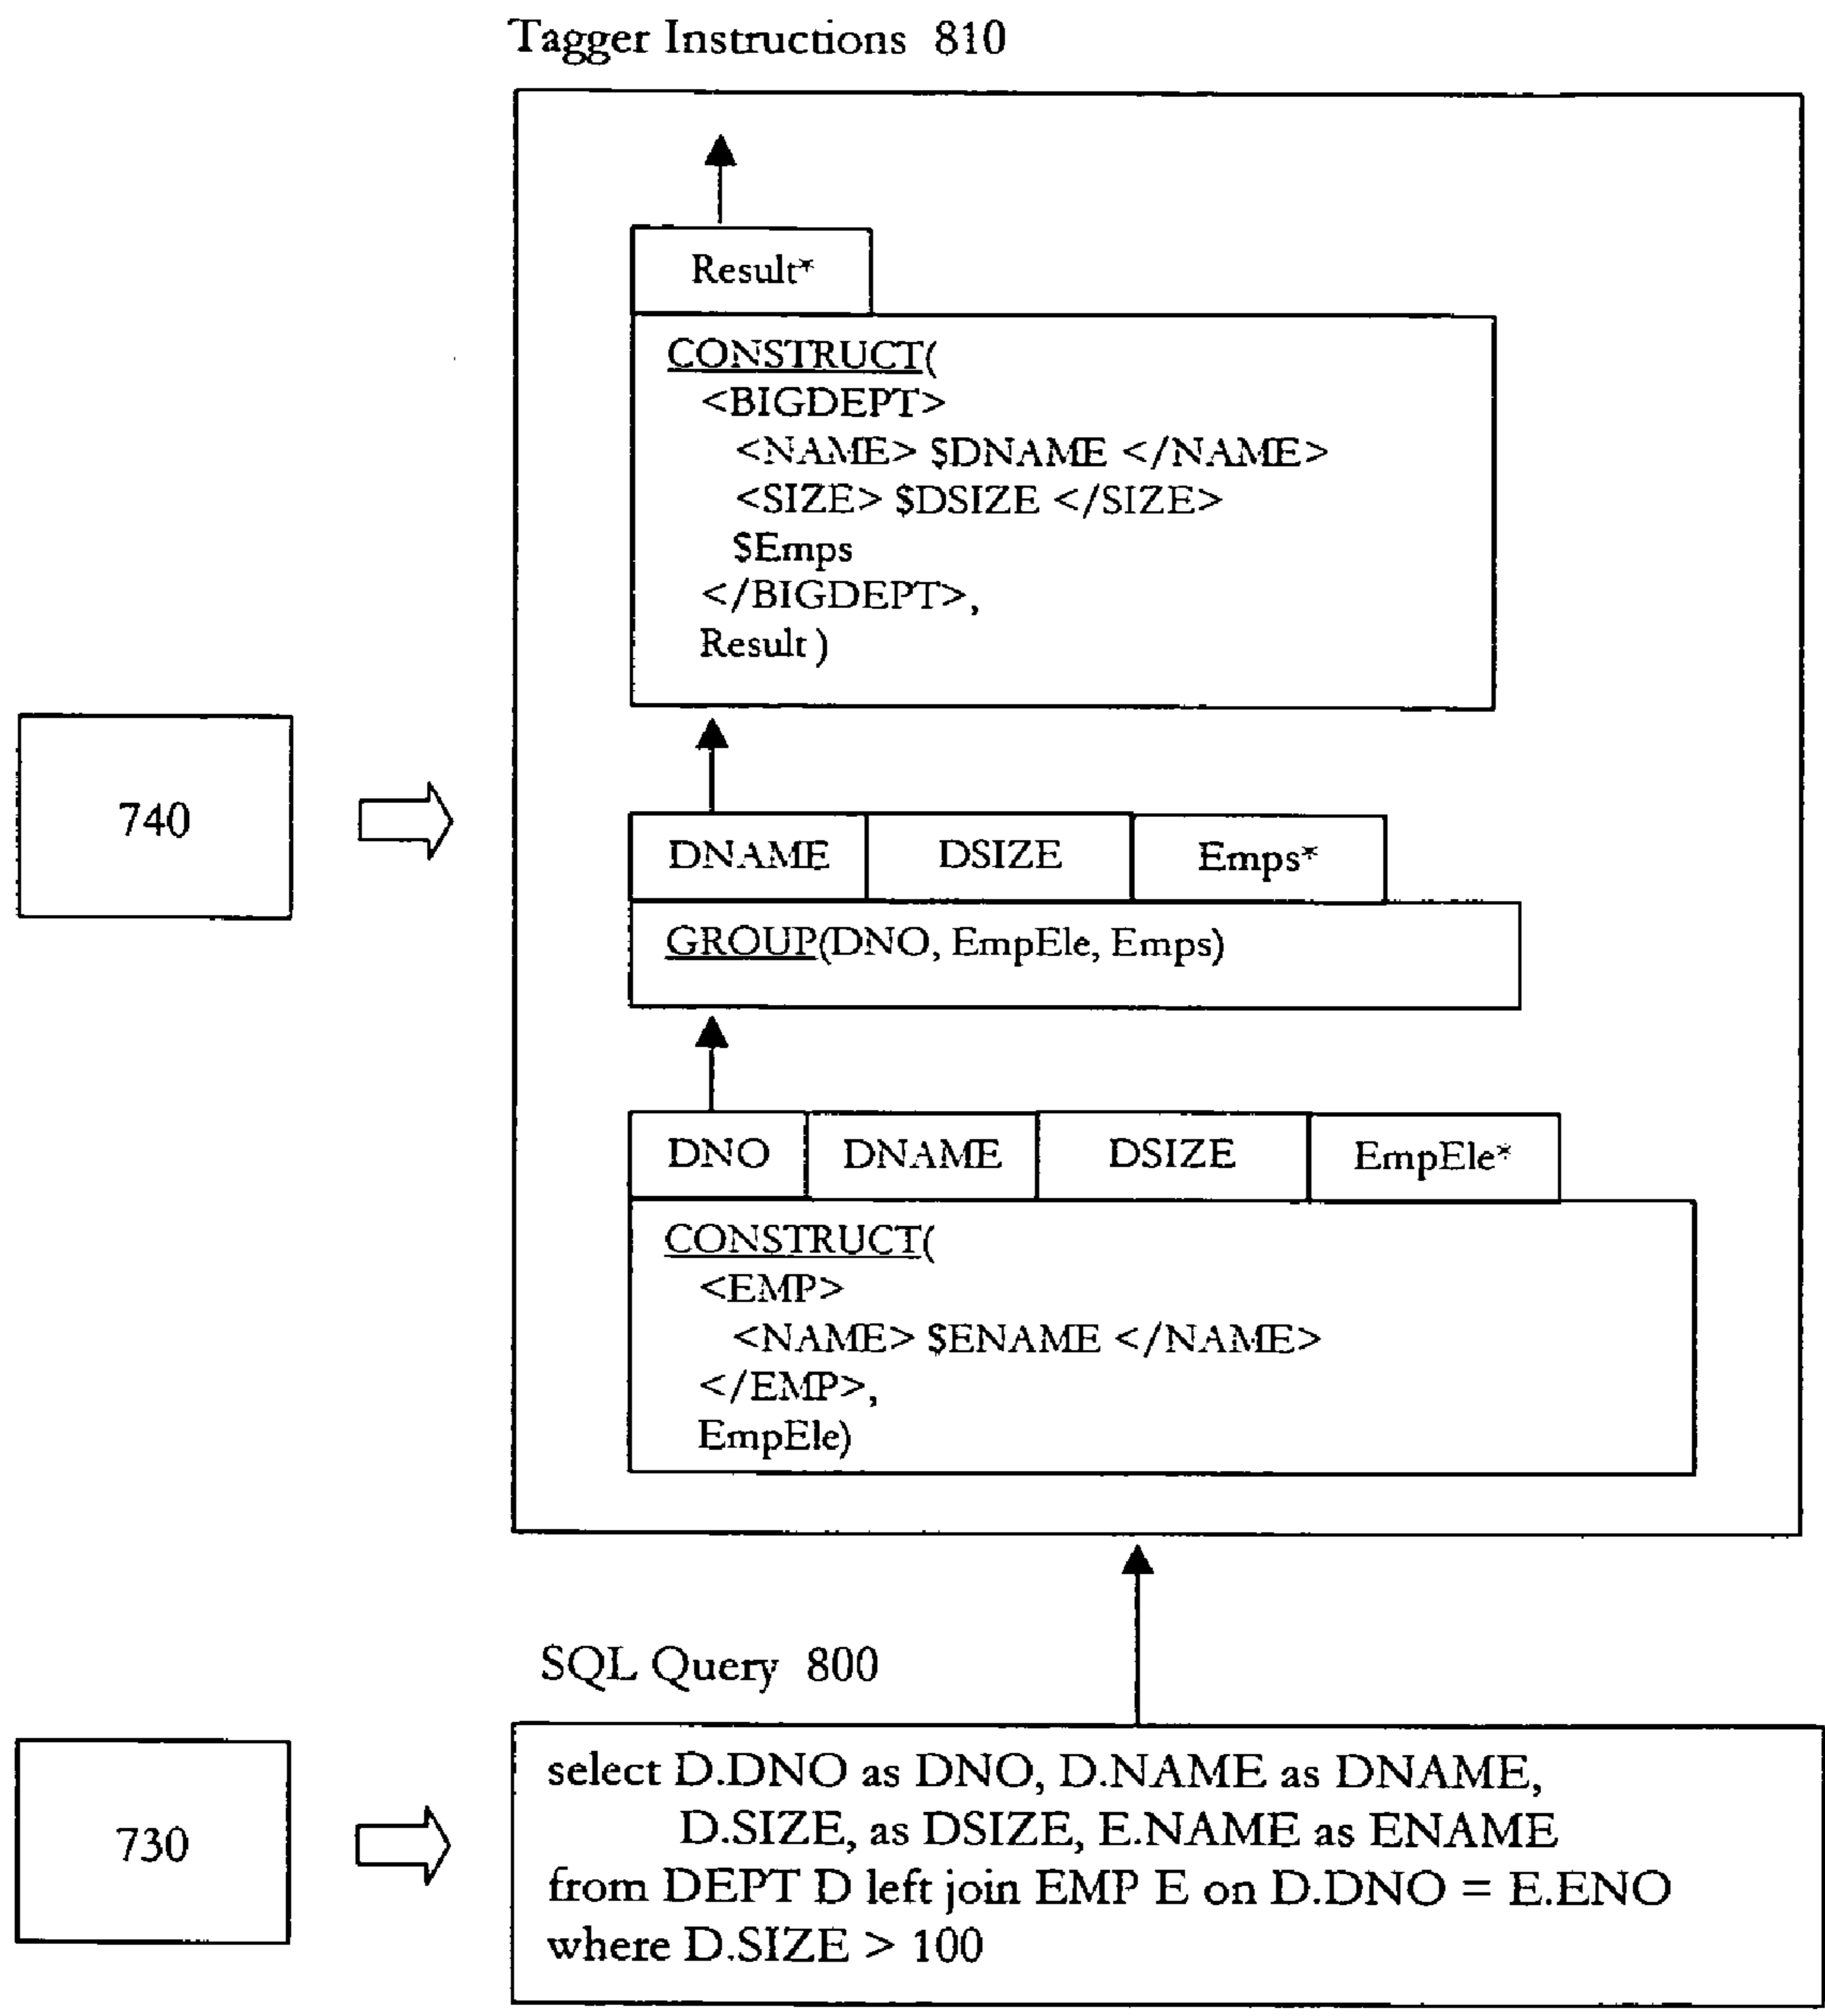 Tagger Instructions 810
Result*
CONSTRUCT(
<BIGDEPT>
<NAME> $DNAME </NAME>
<SIZE> $DSIZE </SIZE>
$Emps
</BIGDEPT>,
Result )
740
DNAME DSIZE Emps*
GROUP(DNO, EmpEle, Emps)
DNO DNAME DSIZE EmpEle*
CONSTRUCT(
<EMP>
<NAME> $ENAME </NAME>
</EMP>,
EmpEle)
SQL Query 800
730
select D.DNO as DNO, D.NAME as DNAME,
D.SIZE, as DSIZE, E.NAME as ENAME
from DEPT D left join EMP E on D.DNO = E.ENO
where D.SIZE > 100